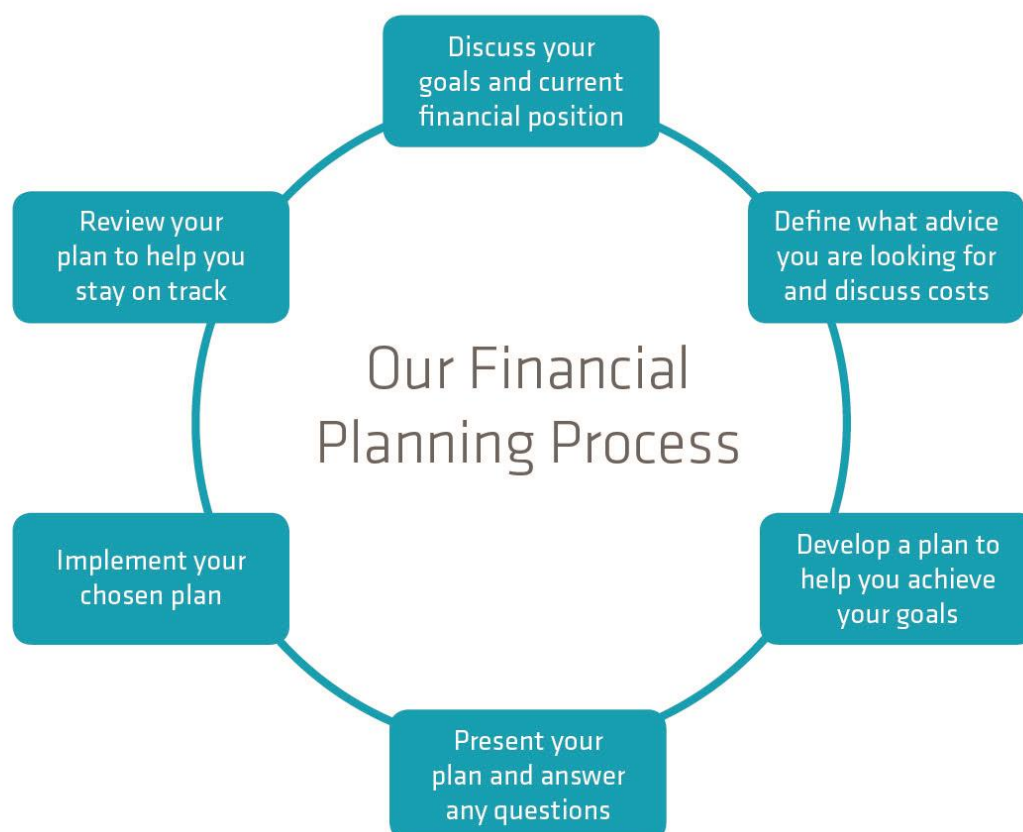 Our Financial
Planning Process
Discuss your
goals and current
financial position
Define what advice
you are looking for
and discuss costs
Develop a plan to
help you achieve
your goals
Present your
plan and answer
any questions
Implement your
chosen plan
Review your
plan to help you
stay on track